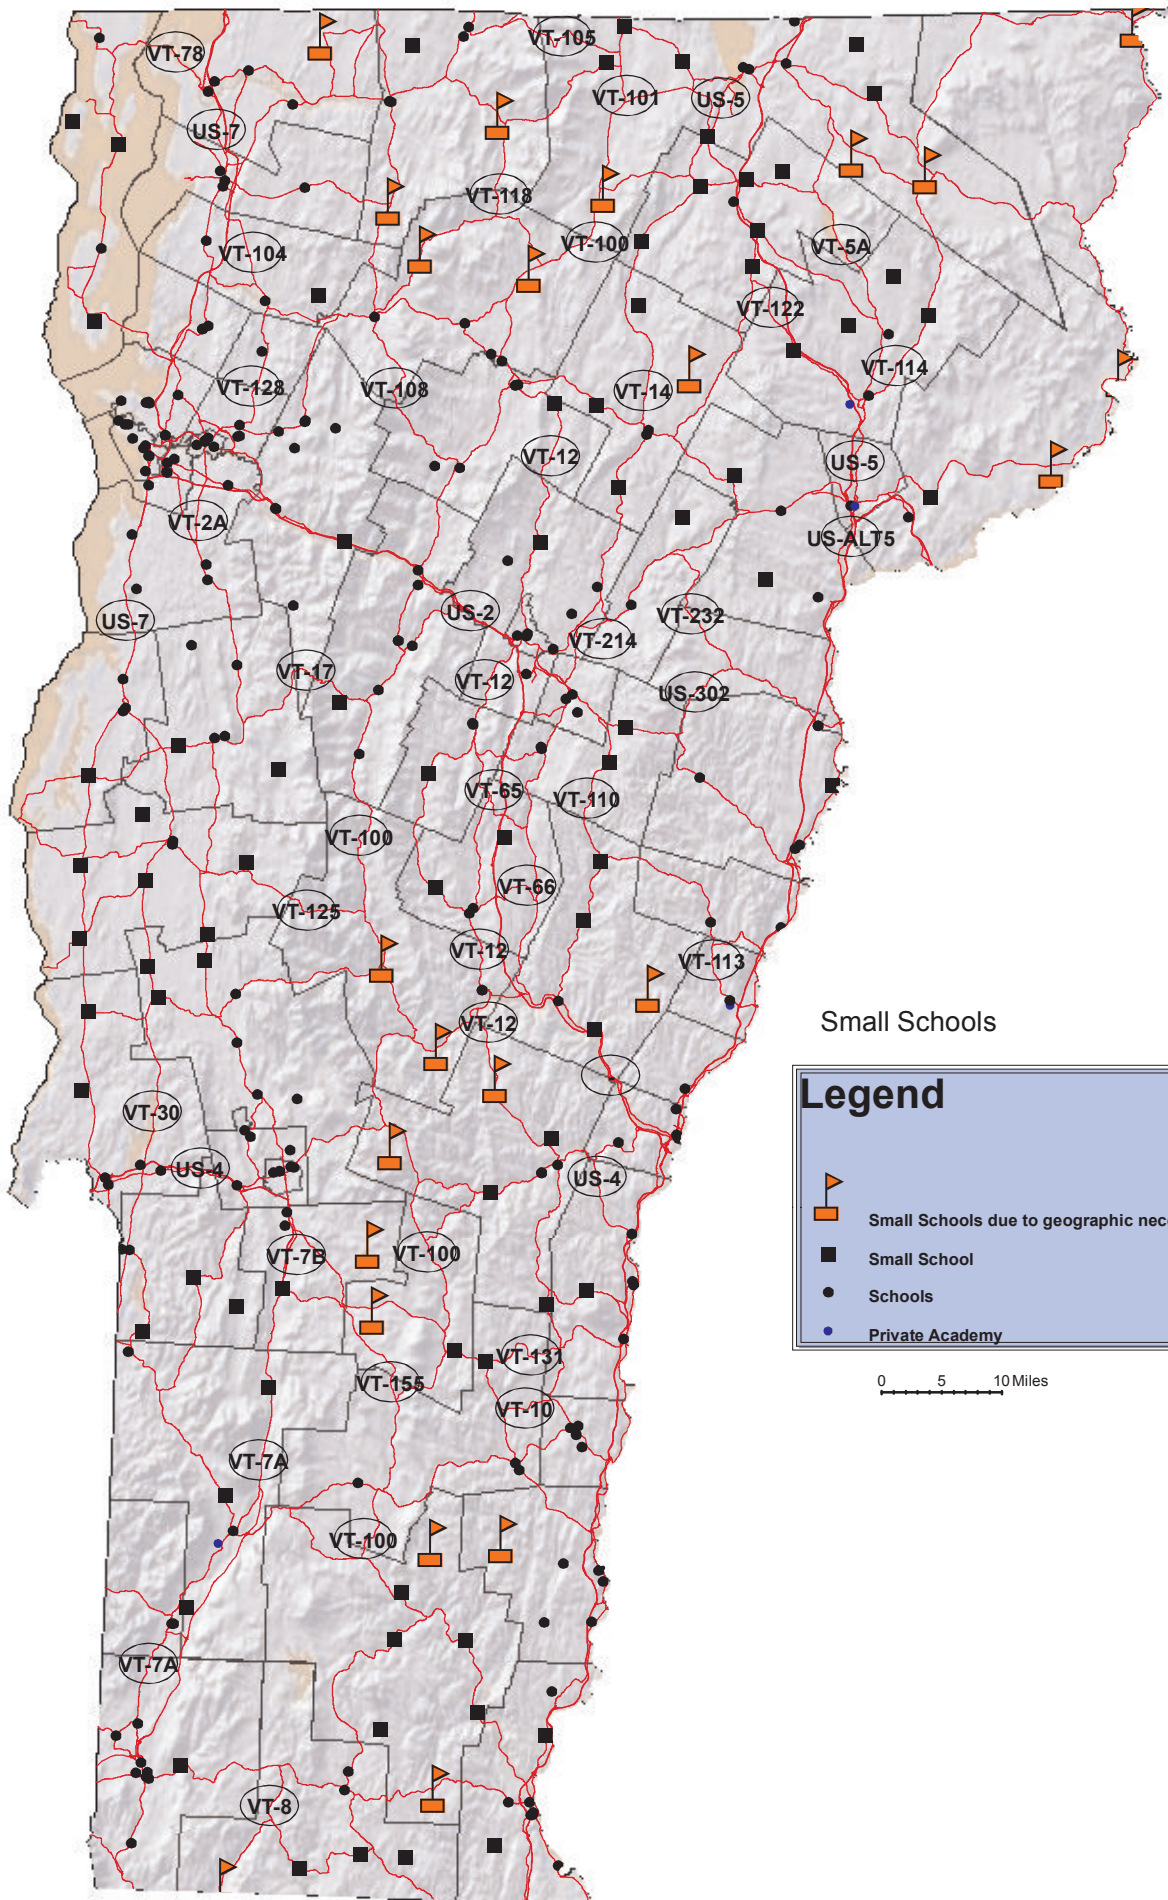 VT-105
VT-78
VT-101
US-5
US-7
VT-118
VT-100
VT-5A
VT-104
VT-122
VT-114
VT-128
VT-108
VT-14
VT-12
US-5
VT-2A
US-ALT5
US-2
VT-232
US-7
VT-214
VT-17
VT-12
US-302
VT-65
VT-110
VT-100
VT-66
VT-125
VT-12
VT-113
VT-12
Small Schools
Legend
VT-30
US-4
US-4
Small Schools due to geographic nec
VT-7B
VT-100
Small School
Schools
Private Academy
VT-131
VT-155
0 5 10 Miles
VT-10
VT-7A
VT-100
VT-7A
VT-8